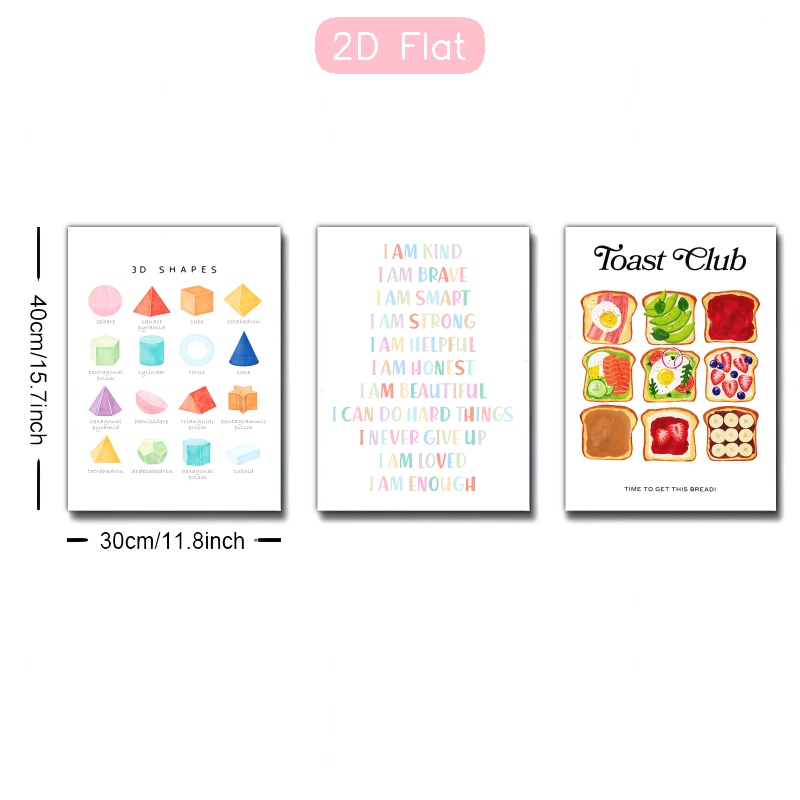 2D Flat
40cm/15.7inch
30cm/11.8inch
3D SHAPES
sphere
square pyramid
cube
octahedron
pentagonal prism
cylinder
torus
cone
hexagonal pyramid
hemisphere
triangular prism
pentagrammic prism
tetrahedron
dodecahedron
hexagonal prism
cuboid
I AM KIND
I AM BRAVE
I AM SMART
I AM STRONG
I AM HELPFUL
I AM HONEST
I AM BEAUTIFUL
I CAN DO HARD THINGS
I NEVER GIVE UP
I AM LOVED
I AM ENOUGH
Toast Club
TIME TO GET THIS BREAD!